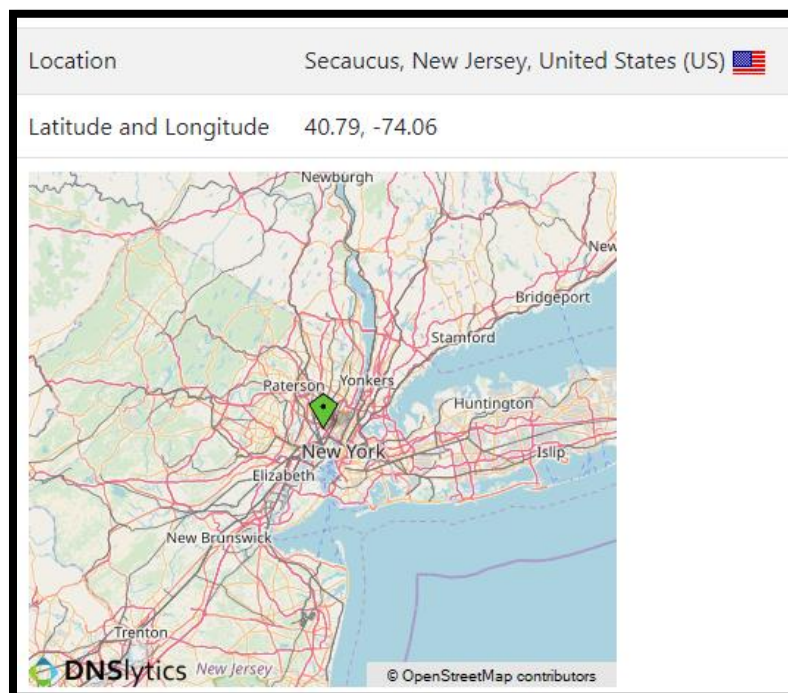 Location Secaucus, New Jersey, United States (US)
Latitude and Longitude 40.79, -74.06
Newburgh
New
Bridgeport
Stamford
Paterson Yonkers
Huntington
New York
Islip
Elizabeth
New Brunswick
Trenton
DNSlytics New Jersey © OpenStreetMap contributors